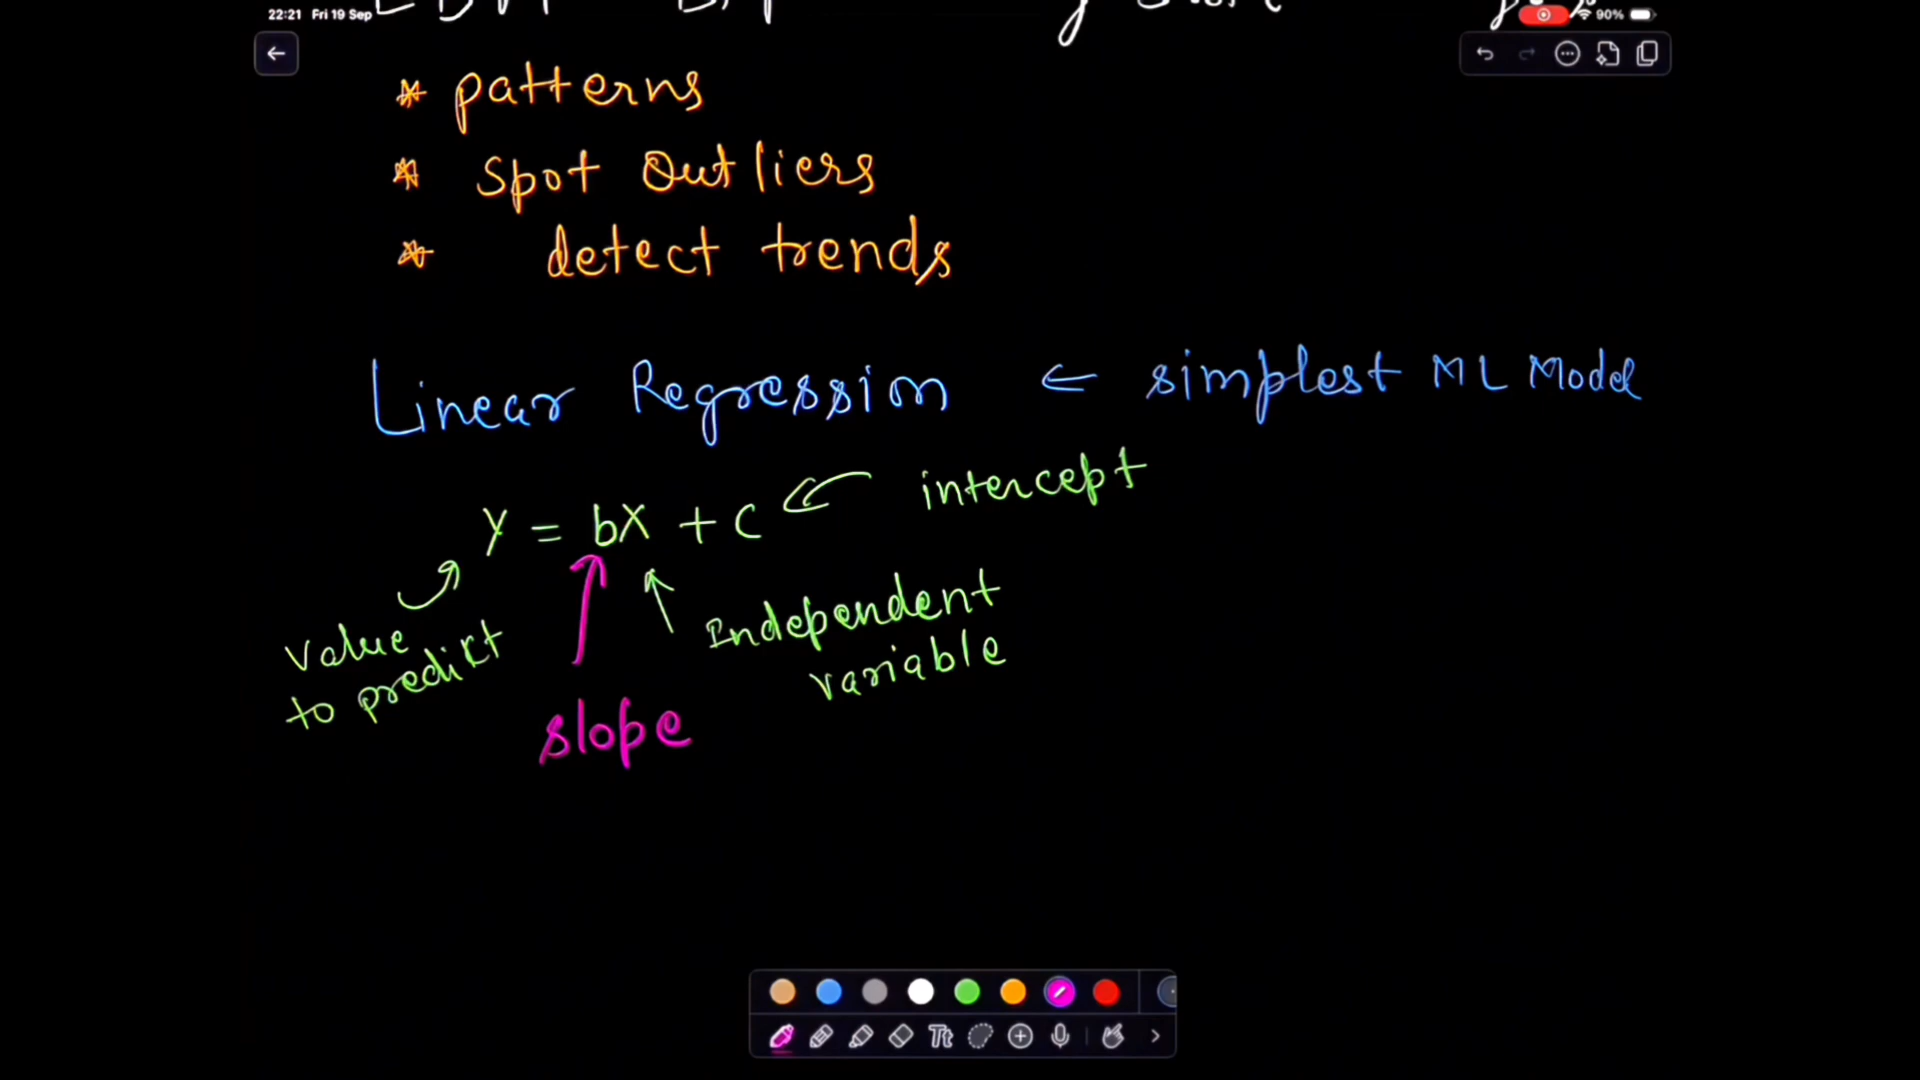 22:21 Fri 19 Sep
90%
* patterns
* Spot Outliers
* detect trends
Linear Regression ← simplest ML Model
Y = bX + C ← intercept
Value
to predict
Independent
variable
slope
Tt